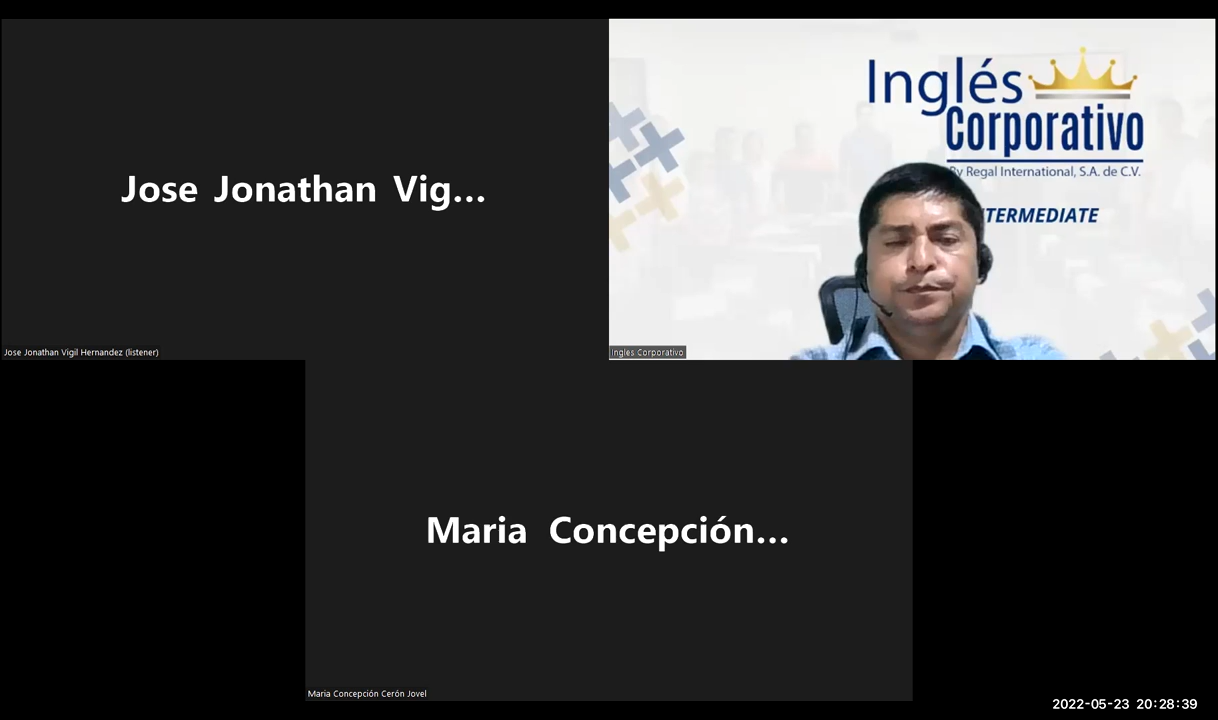 Jose Jonathan Vig...
Jose Jonathan Vigil Hernandez (listener)
Inglés
Corporativo
By Regal International, S.A. de C.V.
TERMEDIATE
Inglés Corporativo
Maria Concepción...
Maria Concepción Cerón Jovel
2022-05-23 20:28:39